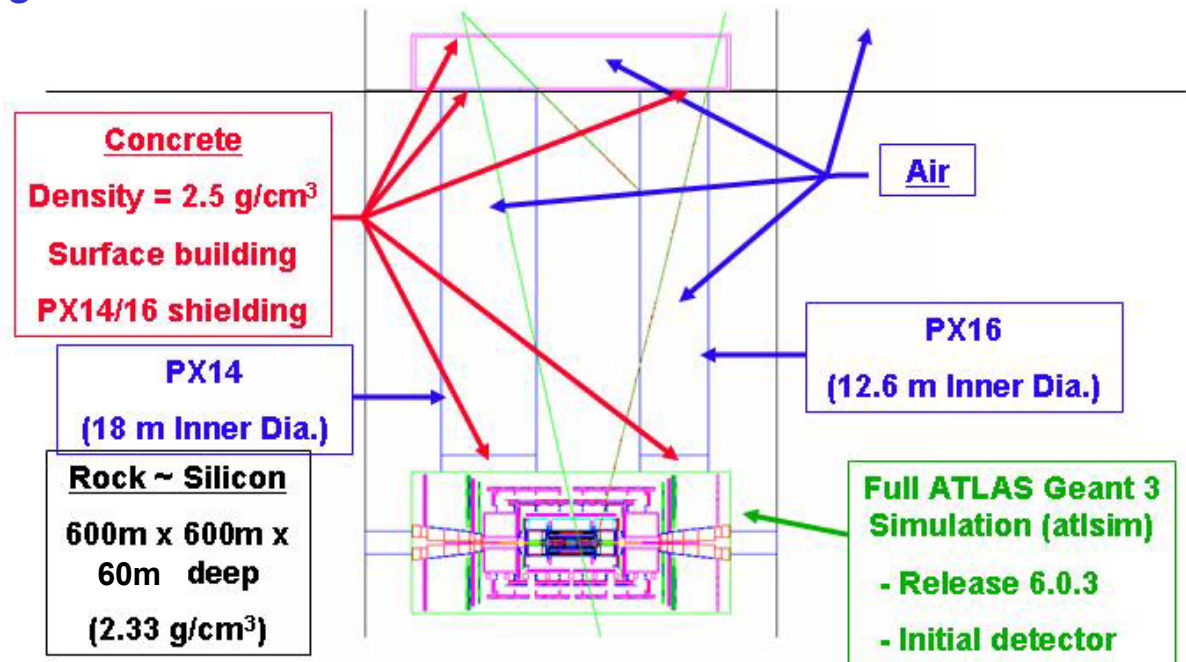 Concrete
Density = 2.5 g/cm³
Surface building
PX14/16 shielding
Air
PX14
(18 m Inner Dia.)
PX16
(12.6 m Inner Dia.)
Rock ~ Silicon
600m x 600m x
60m deep
(2.33 g/cm³)
Full ATLAS Geant 3
Simulation (atlsim)
- Release 6.0.3
- Initial detector